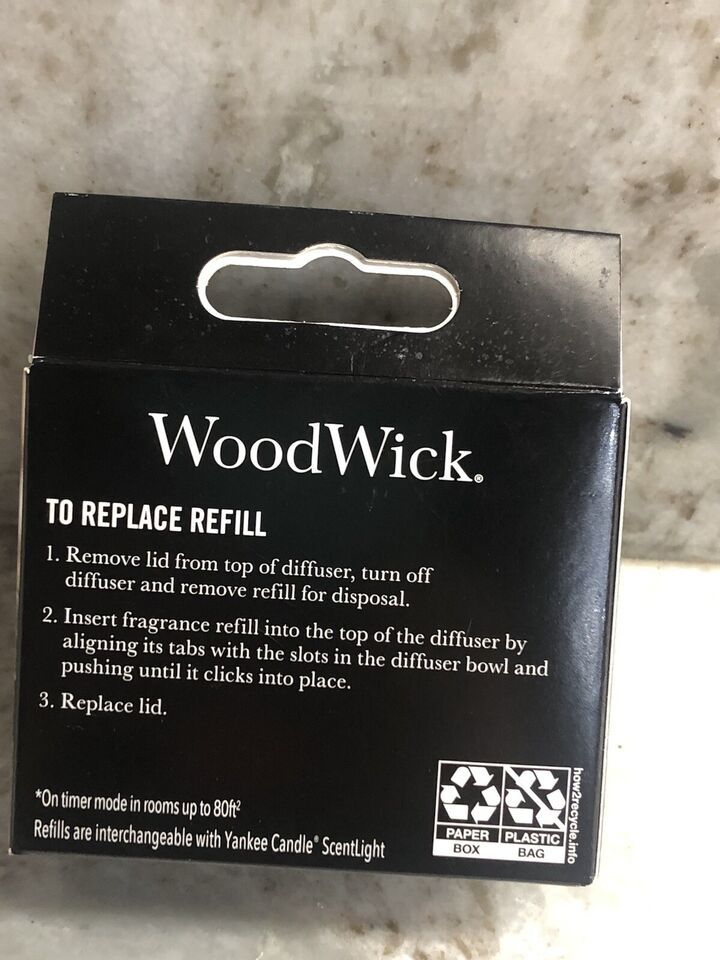 WoodWick®
TO REPLACE REFILL
1. Remove lid from top of diffuser, turn off
diffuser and remove refill for disposal.
2. Insert fragrance refill into the top of the diffuser by
aligning its tabs with the slots in the diffuser bowl and
pushing until it clicks into place.
3. Replace lid.
*On timer mode in rooms up to 80ft²
Refills are interchangeable with Yankee Candle® ScentLight
PAPER
BOX
PLASTIC
BAG
how2recycle.info